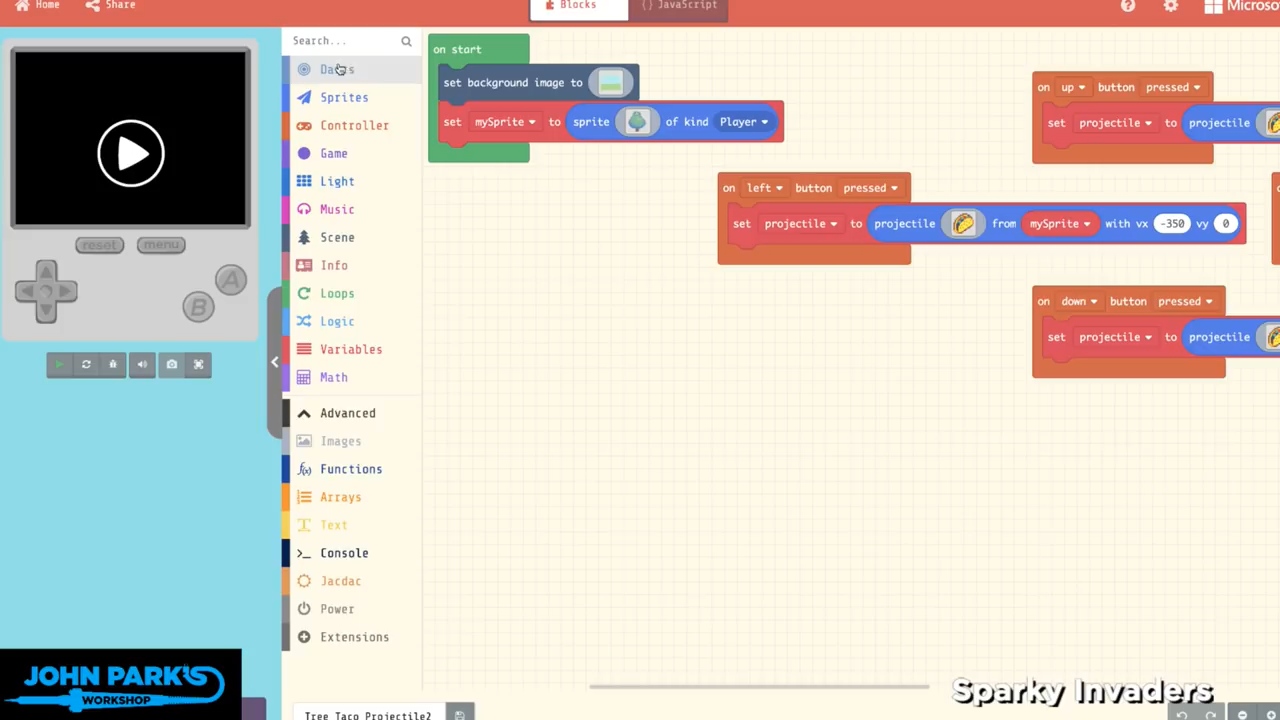 Home
Share
Blocks
{} JavaScript
Microso
Search...
Sprites
Controller
Game
Light
Music
Scene
Info
Loops
Logic
Variables
Math
Advanced
Images
Functions
Arrays
Text
Console
Jacdac
Power
Extensions
reset
menu
A
B
on start
set background image to
set mySprite to sprite of kind Player
on left button pressed
set projectile to projectile from mySprite with vx -350 vy 0
on up button pressed
set projectile to projectile
on down button pressed
set projectile to projectile
JOHN PARK'S
WORKSHOP
Tree Taco Projectile2
Sparky Invaders